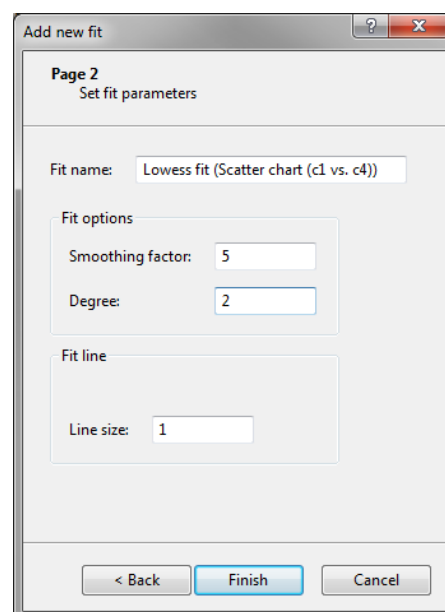 Add new fit
Page 2
Set fit parameters
Fit name: Lowess fit (Scatter chart (c1 vs. c4))
Fit options
Smoothing factor: 5
Degree: 2
Fit line
Line size: 1
< Back Finish Cancel